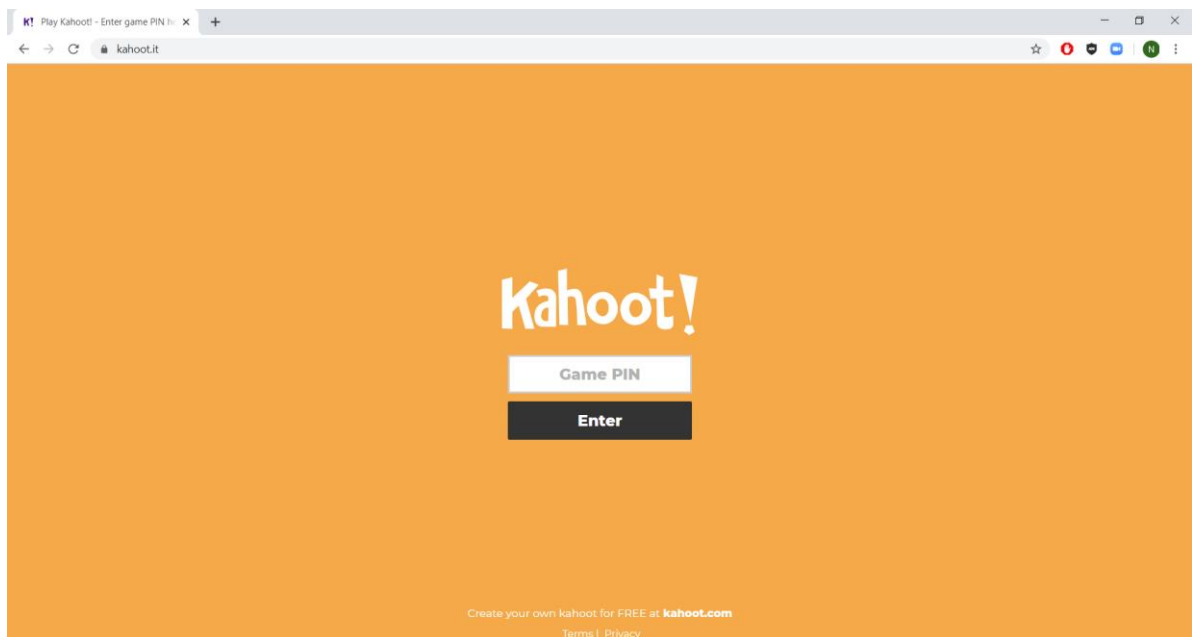 K! Play Kahoot! - Enter game PIN h
kahoot.it
N
Kahoot!
Game PIN
Enter
Create your own kahoot for FREE at kahoot.com
Terms | Privacy